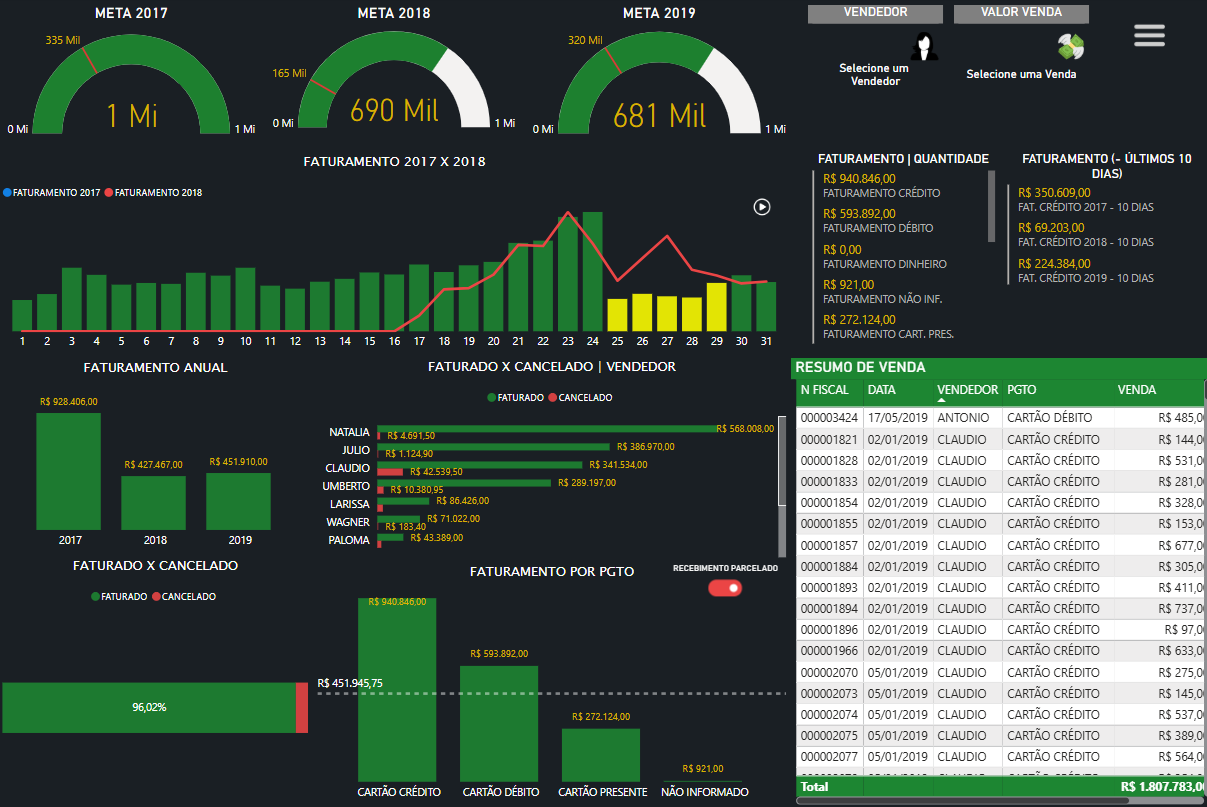 META 2017
META 2018
META 2019
VENDEDOR
VALOR VENDA
335 Mil
1 Mi
0 Mi
1 Mi
165 Mil
690 Mil
0 Mi
1 Mi
320 Mil
681 Mil
0 Mi
1 Mi
Selecione um
Vendedor
Selecione uma Venda
FATURAMENTO 2017 X 2018
FATURAMENTO 2017 FATURAMENTO 2018
1 2 3 4 5 6 7 8 9 10 11 12 13 14 15 16 17 18 19 20 21 22 23 24 25 26 27 28 29 30 31
FATURAMENTO | QUANTIDADE
R$ 940.846,00
FATURAMENTO CRÉDITO
R$ 593.892,00
FATURAMENTO DÉBITO
R$ 0,00
FATURAMENTO DINHEIRO
R$ 921,00
FATURAMENTO NÃO INF.
R$ 272.124,00
FATURAMENTO CART. PRES.
FATURAMENTO (- ÚLTIMOS 10
DIAS)
R$ 350.609,00
FAT. CRÉDITO 2017 - 10 DIAS
R$ 69.203,00
FAT. CRÉDITO 2018 - 10 DIAS
R$ 224.384,00
FAT. CRÉDITO 2019 - 10 DIAS
FATURAMENTO ANUAL
R$ 928.406,00
R$ 427.467,00
R$ 451.910,00
2017 2018 2019
FATURADO X CANCELADO | VENDEDOR
FATURADO CANCELADO
NATALIA R$ 568.008,00
R$ 4.691,50
JULIO R$ 386.970,00
R$ 1.124,90
CLAUDIO R$ 341.534,00
R$ 42.539,50
UMBERTO R$ 289.197,00
R$ 10.380,95
LARISSA R$ 86.426,00
WAGNER R$ 71.022,00
R$ 183,40
PALOMA R$ 43.389,00
FATURADO X CANCELADO
FATURADO CANCELADO
96,02%
FATURAMENTO POR PGTO
RECEBIMENTO PARCELADO
R$ 940.846,00
R$ 593.892,00
R$ 451.945,75
R$ 272.124,00
R$ 921,00
CARTÃO CRÉDITO CARTÃO DÉBITO CARTÃO PRESENTE NÃO INFORMADO
RESUMO DE VENDA
N FISCAL DATA VENDEDOR PGTO VENDA
000003424 17/05/2019 ANTONIO CARTÃO DÉBITO R$ 485,0
000001821 02/01/2019 CLAUDIO CARTÃO CRÉDITO R$ 144,0
000001828 02/01/2019 CLAUDIO CARTÃO CRÉDITO R$ 531,0
000001833 02/01/2019 CLAUDIO CARTÃO CRÉDITO R$ 281,0
000001854 02/01/2019 CLAUDIO CARTÃO CRÉDITO R$ 328,0
000001855 02/01/2019 CLAUDIO CARTÃO CRÉDITO R$ 153,0
000001857 02/01/2019 CLAUDIO CARTÃO CRÉDITO R$ 677,0
000001884 02/01/2019 CLAUDIO CARTÃO CRÉDITO R$ 305,0
000001893 02/01/2019 CLAUDIO CARTÃO CRÉDITO R$ 411,0
000001894 02/01/2019 CLAUDIO CARTÃO CRÉDITO R$ 737,0
000001896 02/01/2019 CLAUDIO CARTÃO CRÉDITO R$ 97,0
000001966 02/01/2019 CLAUDIO CARTÃO CRÉDITO R$ 633,0
000002070 05/01/2019 CLAUDIO CARTÃO CRÉDITO R$ 275,0
000002073 05/01/2019 CLAUDIO CARTÃO CRÉDITO R$ 145,0
000002074 05/01/2019 CLAUDIO CARTÃO CRÉDITO R$ 537,0
000002075 05/01/2019 CLAUDIO CARTÃO CRÉDITO R$ 389,0
000002077 05/01/2019 CLAUDIO CARTÃO CRÉDITO R$ 564,0
Total R$ 1.807.783,0